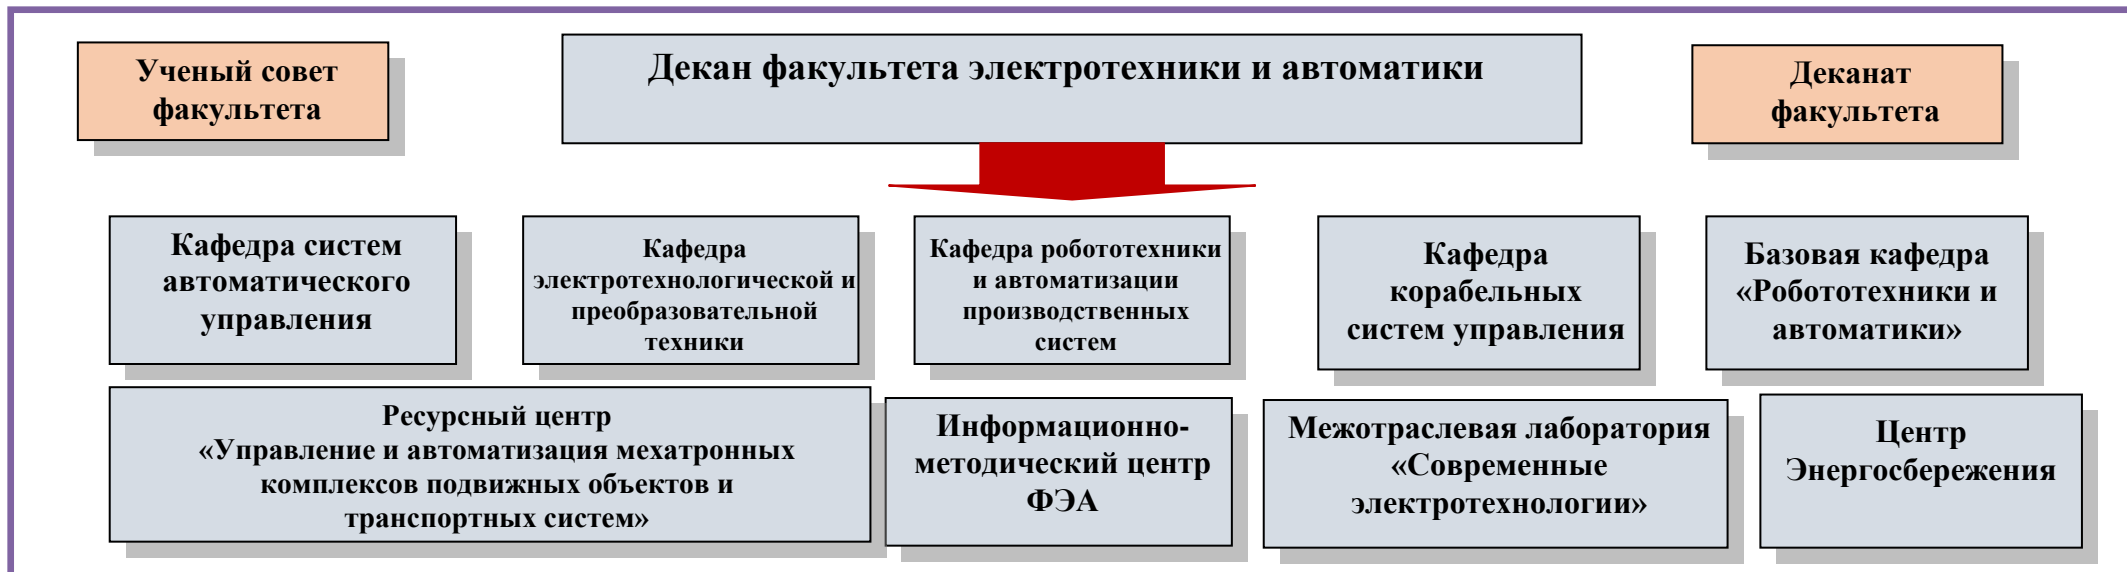 Ученый совет
факультета
Декан факультета электротехники и автоматики
Деканат
факультета
Кафедра систем
автоматического
управления
Кафедра
электротехнологической и
преобразовательной
техники
Кафедра робототехники
и автоматизации
производственных
систем
Кафедра
корабельных
систем управления
Базовая кафедра
«Робототехники и
автоматики»
Ресурсный центр
«Управление и автоматизация мехатронных
комплексов подвижных объектов и
транспортных систем»
Информационно-
методический центр
ФЭА
Межотраслевая лаборатория
«Современные
электротехнологии»
Центр
Энергосбережения